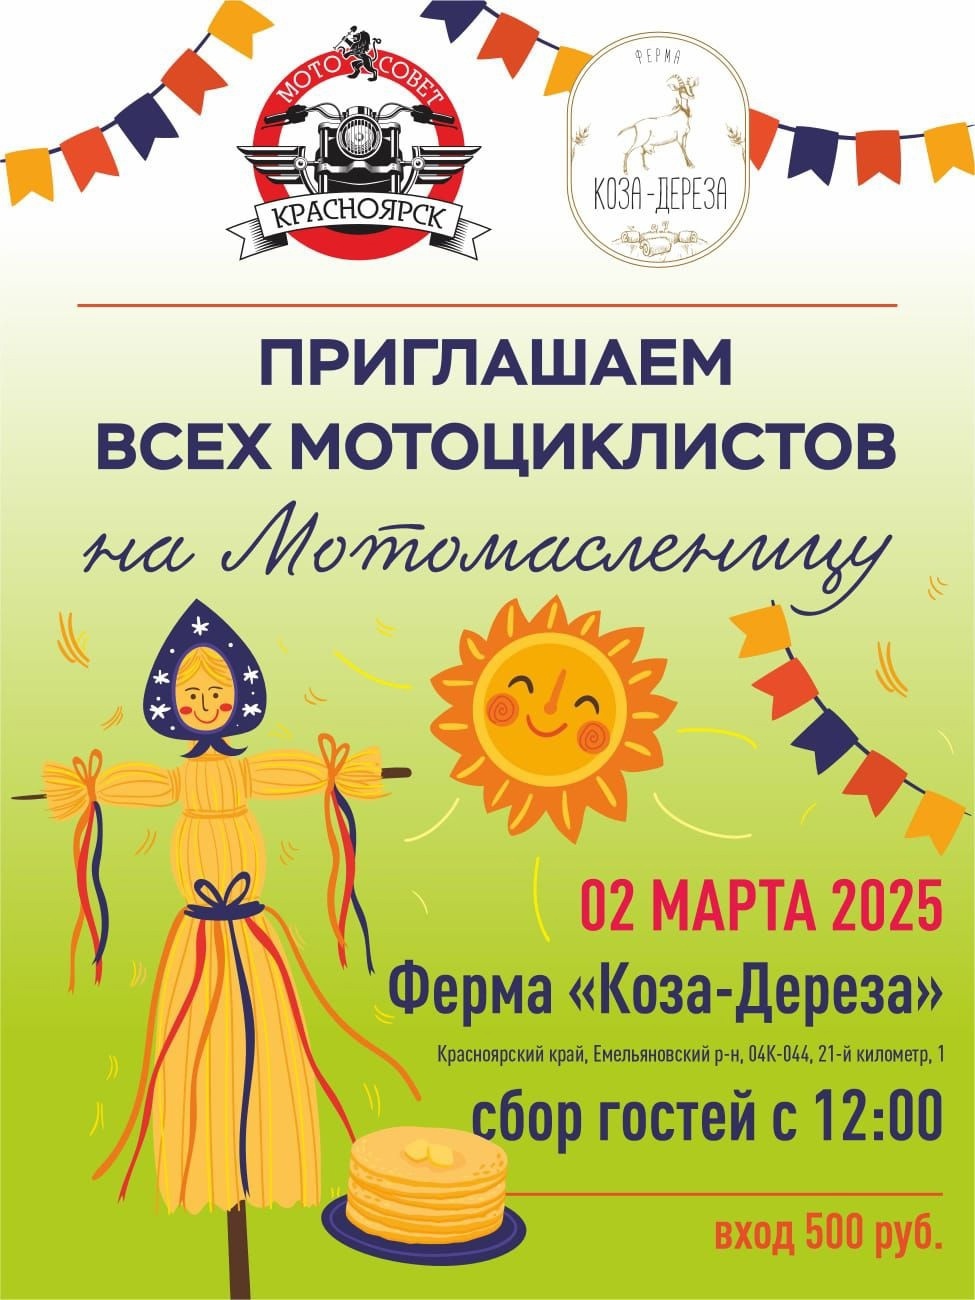 МОТО СОВЕТ
КРАСНОЯРСК
ФЕРМА
КОЗА-ДЕРЕЗА
ПРИГЛАШАЕМ
ВСЕХ МОТОЦИКЛИСТОВ
на Мотомасленицу
02 МАРТА 2025
Ферма «Коза-Дереза»
Красноярский край, Емельяновский р-н, 04К-044, 21-й километр, 1
сбор гостей с 12:00
вход 500 руб.